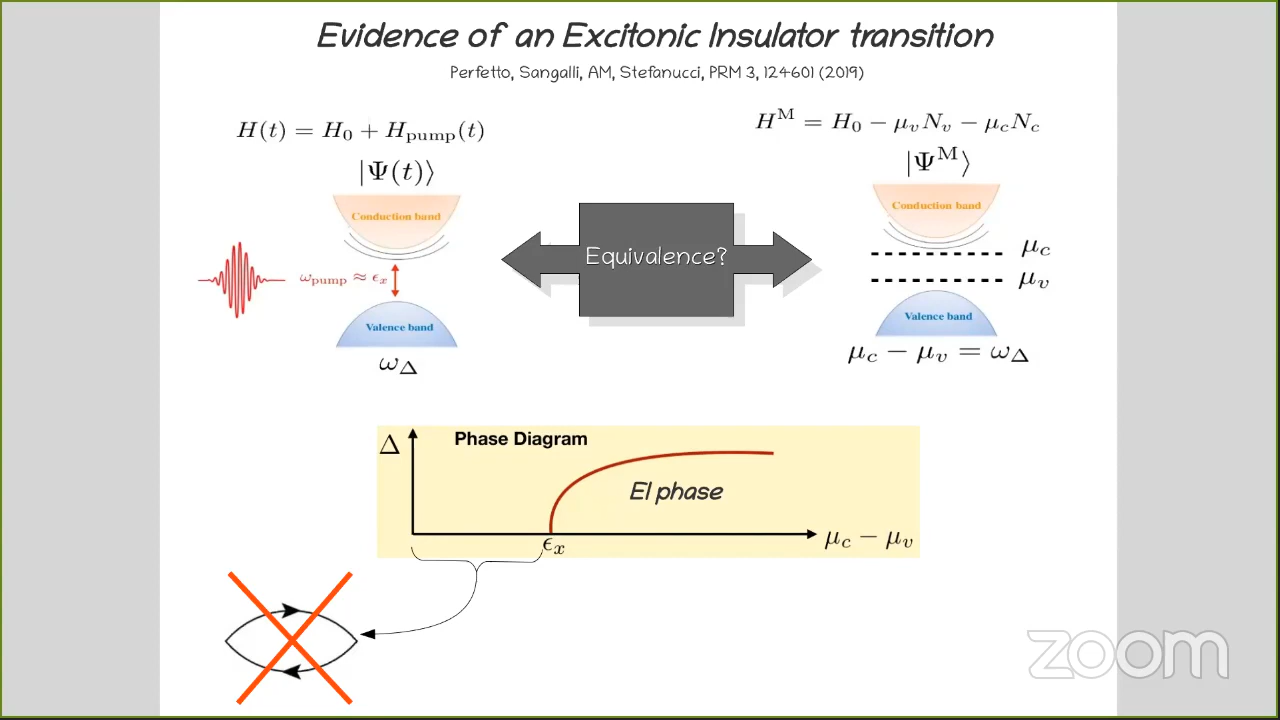 Evidence of an Excitonic Insulator transition
Perfetto, Sangalli, AM, Stefanucci, PRM 3, 124601 (2019)
H(t) = H₀ + H_pump(t)
|Ψ(t)⟩
Conduction band
ω_pump ≈ ϵₓ
Valence band
ω_Δ
Equivalence?
H^M = H₀ − μ_v N_v − μ_c N_c
|Ψ^M⟩
Conduction band
μ_c
μ_v
Valence band
μ_c − μ_v = ω_Δ
Δ
Phase Diagram
EI phase
ϵₓ
μ_c − μ_v
zoom